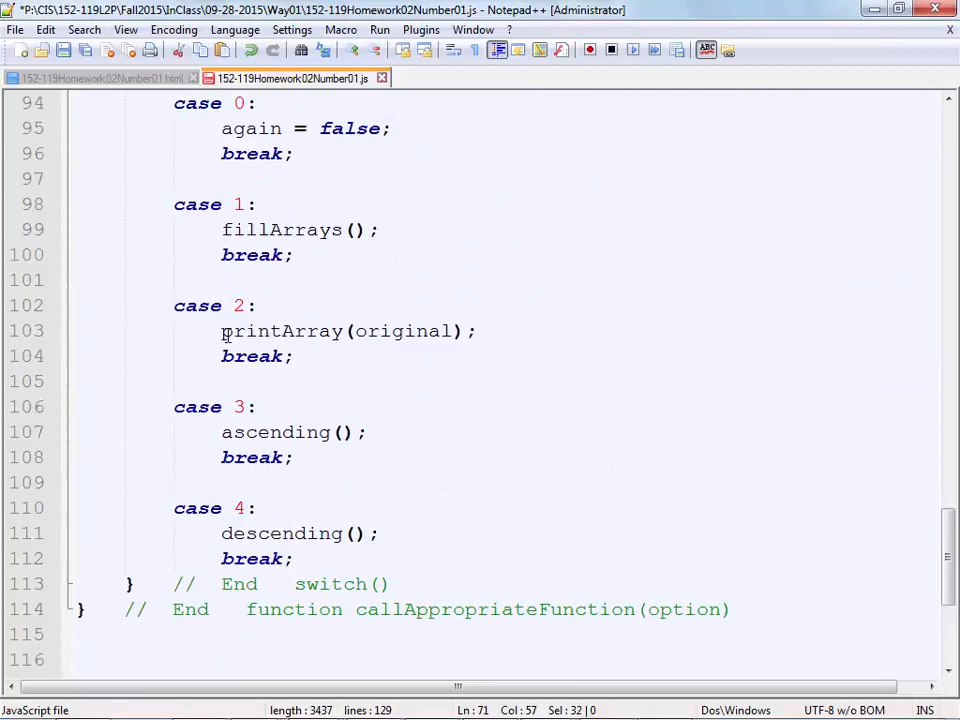 *P:\CIS\152-119L2P\Fall2015\InClass\09-28-2015\Way01\152-119Homework02Number01.js - Notepad++ [Administrator]
File Edit Search View Encoding Language Settings Macro Run Plugins Window ? X
152-119Homework02Number01.html 152-119Homework02Number01.js
94 case 0:
95 again = false;
96 break;
97
98 case 1:
99 fillArrays();
100 break;
101
102 case 2:
103 printArray(original);
104 break;
105
106 case 3:
107 ascending();
108 break;
109
110 case 4:
111 descending();
112 break;
113 } // End switch()
114 } // End function callAppropriateFunction(option)
115
116
JavaScript file length : 3437 lines : 129 Ln : 71 Col : 57 Sel : 32 | 0 Dos\Windows UTF-8 w/o BOM INS